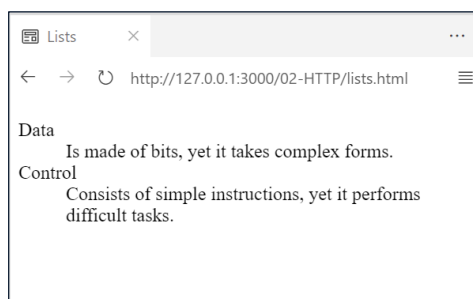 Lists
http://127.0.0.1:3000/02-HTTP/lists.html
Data
Is made of bits, yet it takes complex forms.
Control
Consists of simple instructions, yet it performs
difficult tasks.